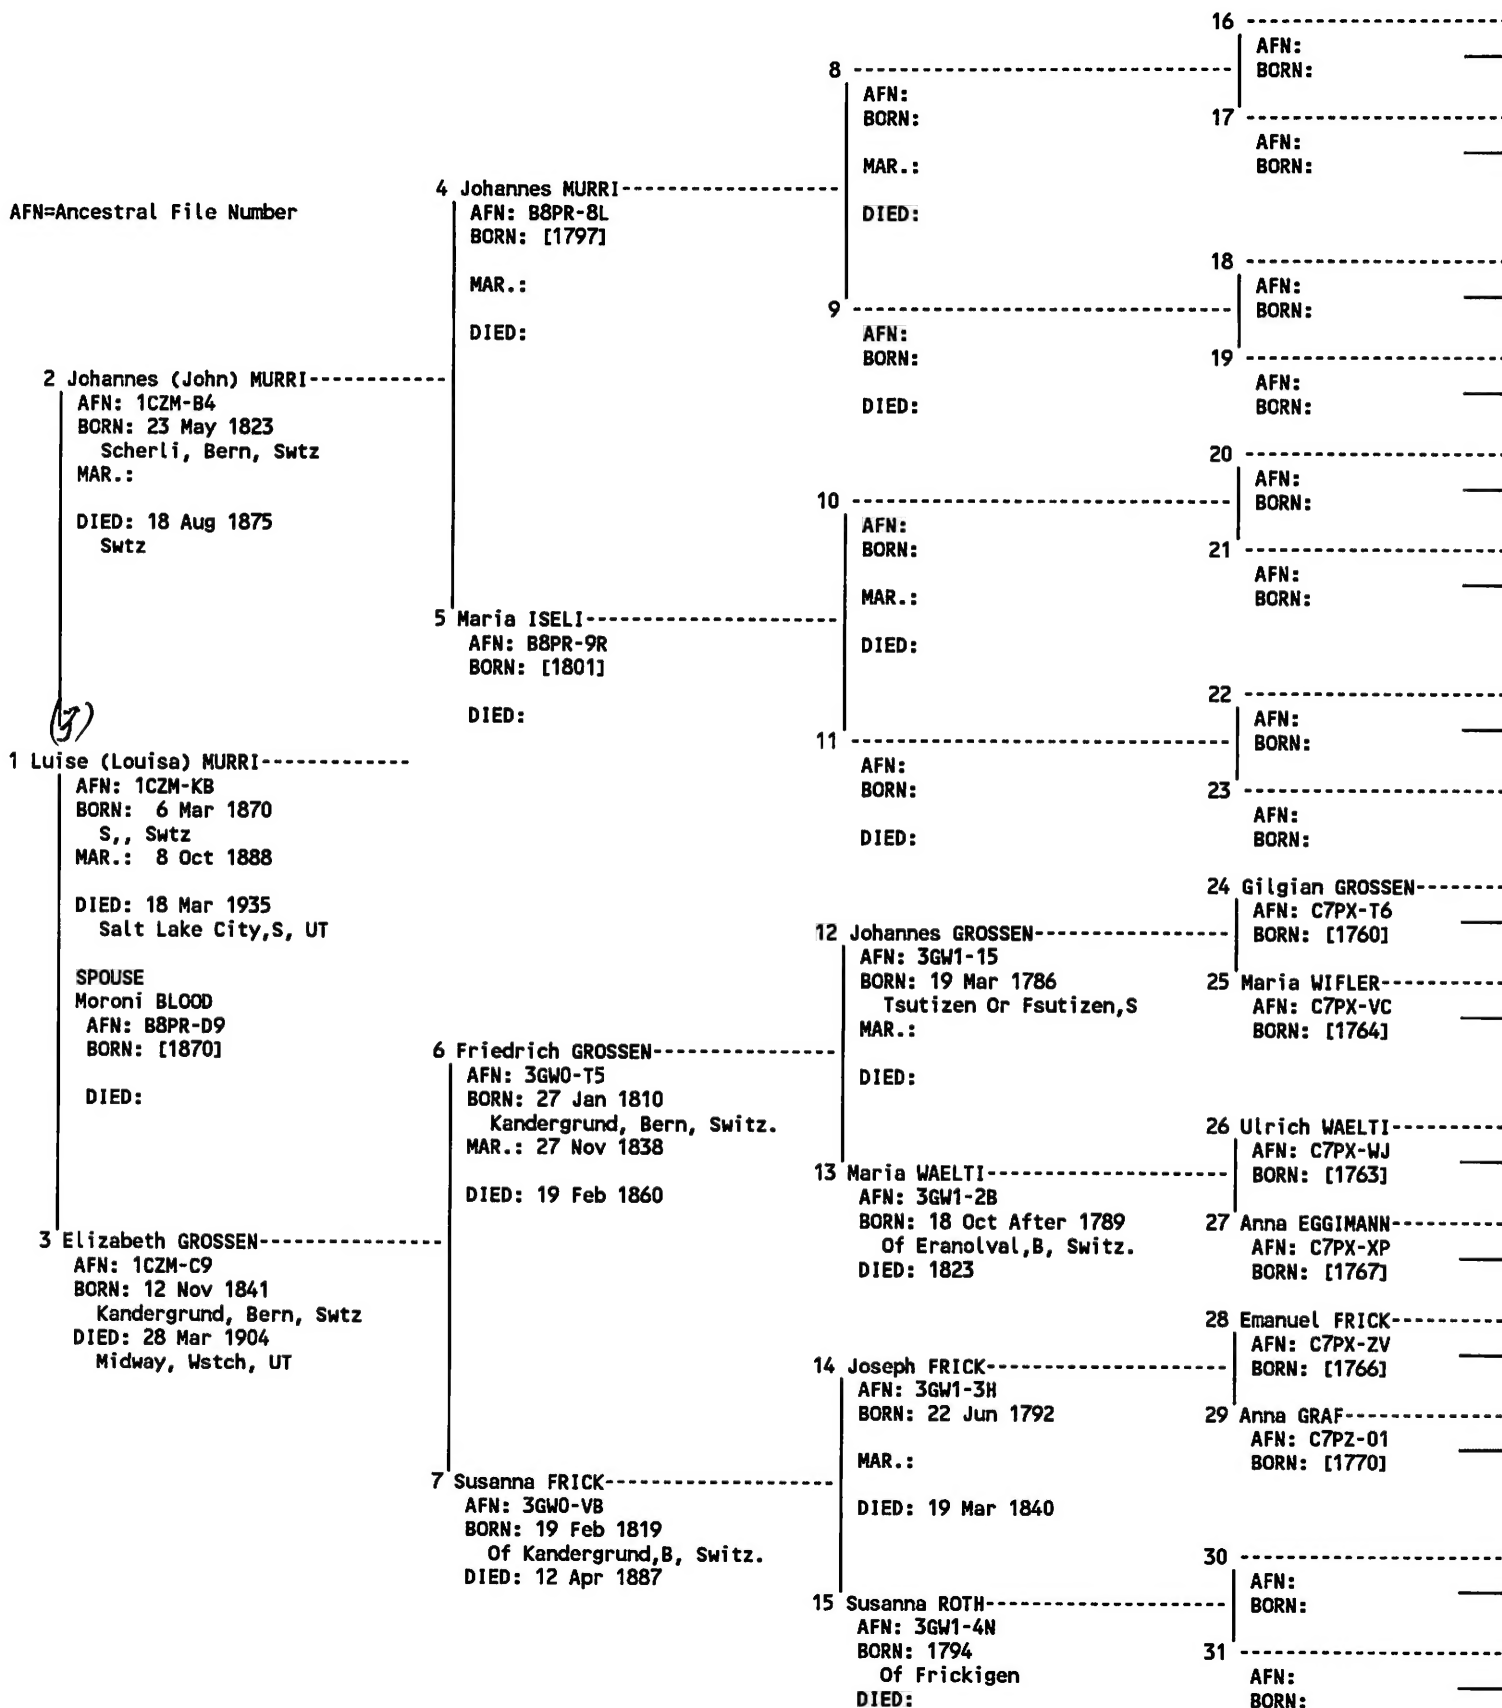 AFN=Ancestral File Number
1 Luise (Louisa) MURRI
AFN: 1CZM-KB
BORN: 6 Mar 1870
S,, Swtz
MAR.: 8 Oct 1888
DIED: 18 Mar 1935
Salt Lake City,S, UT
SPOUSE
Moroni BLOOD
AFN: B8PR-D9
BORN: [1870]
DIED:
2 Johannes (John) MURRI
AFN: 1CZM-B4
BORN: 23 May 1823
Scherli, Bern, Swtz
MAR.:
DIED: 18 Aug 1875
Swtz
3 Elizabeth GROSSEN
AFN: 1CZM-C9
BORN: 12 Nov 1841
Kandergrund, Bern, Swtz
DIED: 28 Mar 1904
Midway, Wstch, UT
4 Johannes MURRI
AFN: B8PR-8L
BORN: [1797]
MAR.:
DIED:
5 Maria ISELI
AFN: B8PR-9R
BORN: [1801]
DIED:
6 Friedrich GROSSEN
AFN: 3GW0-T5
BORN: 27 Jan 1810
Kandergrund, Bern, Switz.
MAR.: 27 Nov 1838
DIED: 19 Feb 1860
7 Susanna FRICK
AFN: 3GW0-VB
BORN: 19 Feb 1819
Of Kandergrund,B, Switz.
DIED: 12 Apr 1887
8
AFN:
BORN:
MAR.:
DIED:
9
AFN:
BORN:
DIED:
10
AFN:
BORN:
MAR.:
DIED:
11
AFN:
BORN:
DIED:
12 Johannes GROSSEN
AFN: 3GW1-15
BORN: 19 Mar 1786
Tsutizen Or Fsutizen,S
MAR.:
DIED:
13 Maria WAELTI
AFN: 3GW1-2B
BORN: 18 Oct After 1789
Of Eranolval,B, Switz.
DIED: 1823
14 Joseph FRICK
AFN: 3GW1-3H
BORN: 22 Jun 1792
MAR.:
DIED: 19 Mar 1840
15 Susanna ROTH
AFN: 3GW1-4N
BORN: 1794
Of Frickigen
DIED:
16
AFN:
BORN:
17
AFN:
BORN:
18
AFN:
BORN:
19
AFN:
BORN:
20
AFN:
BORN:
21
AFN:
BORN:
22
AFN:
BORN:
23
AFN:
BORN:
24 Gilgian GROSSEN
AFN: C7PX-T6
BORN: [1760]
25 Maria WIFLER
AFN: C7PX-VC
BORN: [1764]
26 Ulrich WAELTI
AFN: C7PX-WJ
BORN: [1763]
27 Anna EGGIMANN
AFN: C7PX-XP
BORN: [1767]
28 Emanuel FRICK
AFN: C7PX-ZV
BORN: [1766]
29 Anna GRAF
AFN: C7PZ-01
BORN: [1770]
30
AFN:
BORN:
31
AFN:
BORN: